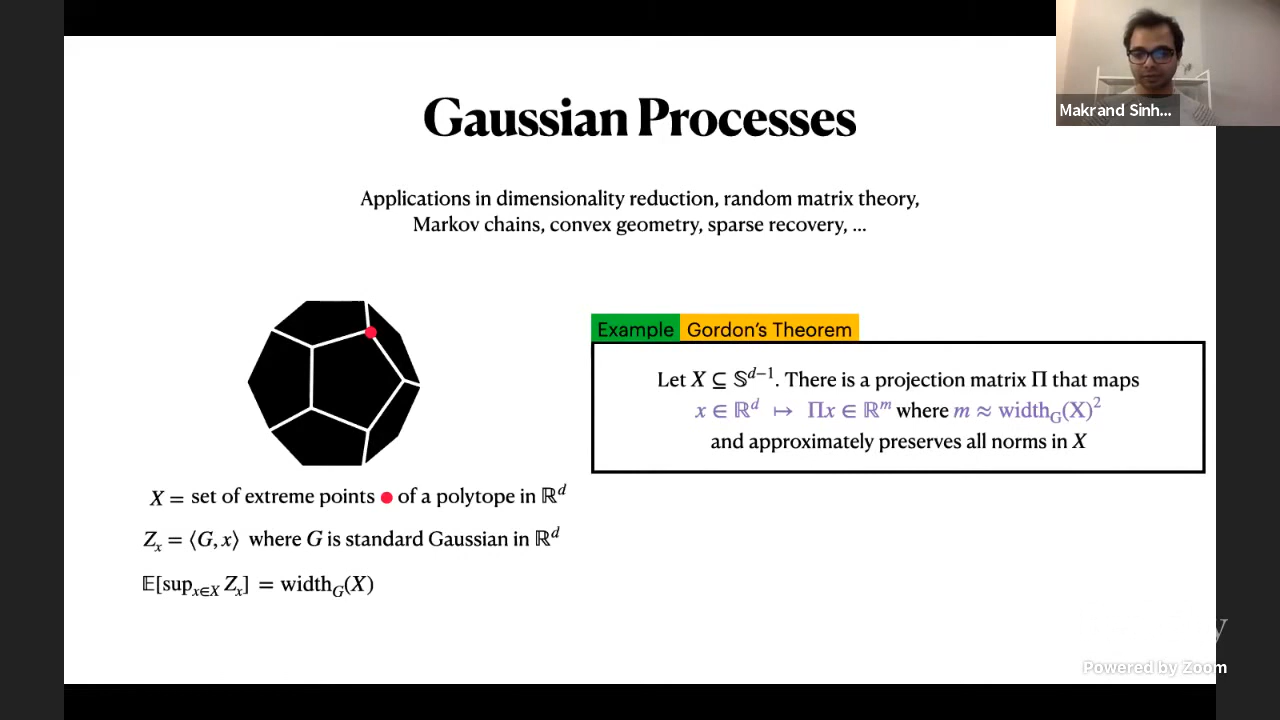 Gaussian Processes
Makrand Sinh...
Applications in dimensionality reduction, random matrix theory,
Markov chains, convex geometry, sparse recovery, ...
Example Gordon's Theorem
Let X ⊆ 𝕊^{d−1}. There is a projection matrix Π that maps
x ∈ ℝ^d ↦ Πx ∈ ℝ^m where m ≈ width_G(X)^2
and approximately preserves all norms in X
X = set of extreme points of a polytope in ℝ^d
Z_x = ⟨G, x⟩ where G is standard Gaussian in ℝ^d
𝔼[sup_{x∈X} Z_x] = width_G(X)
Powered by Zoom